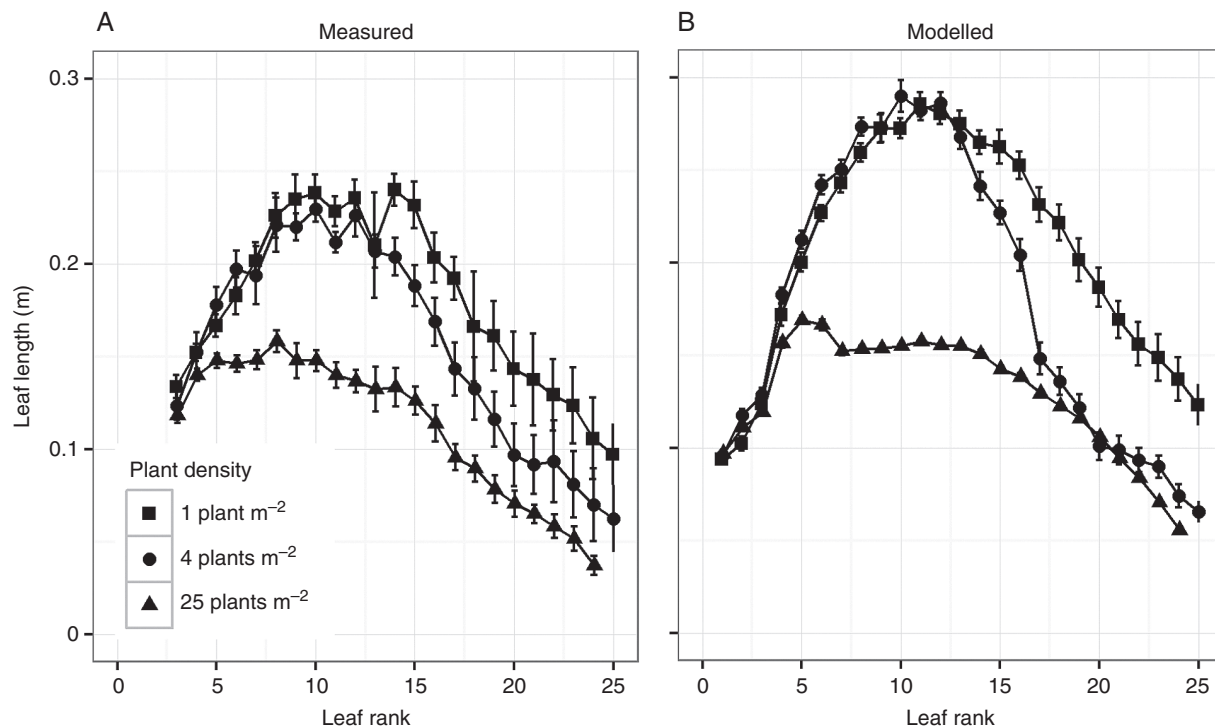 A
Measured
B
Modelled
0.3
0.2
0.1
0
Leaf length (m)
Plant density
1 plant m⁻²
4 plants m⁻²
25 plants m⁻²
0 5 10 15 20 25
0 5 10 15 20 25
Leaf rank
Leaf rank